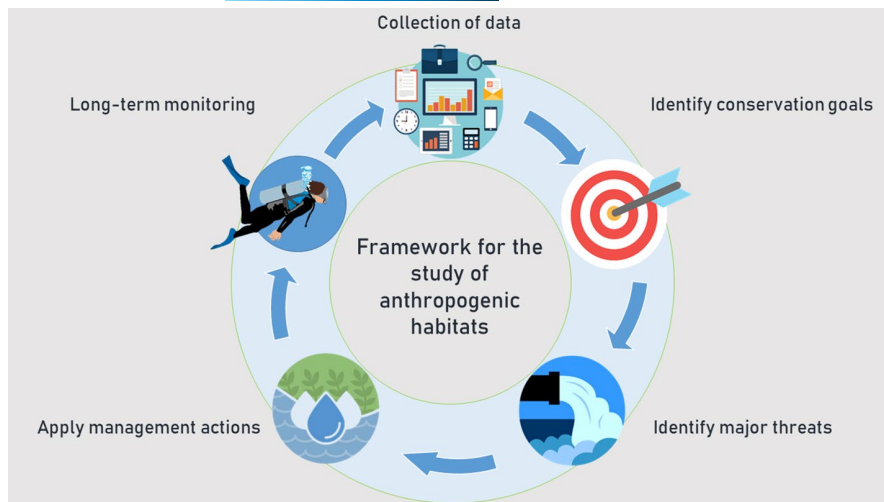 Collection of data
Long-term monitoring
Identify conservation goals
Framework for the
study of
anthropogenic
habitats
Apply management actions
Identify major threats